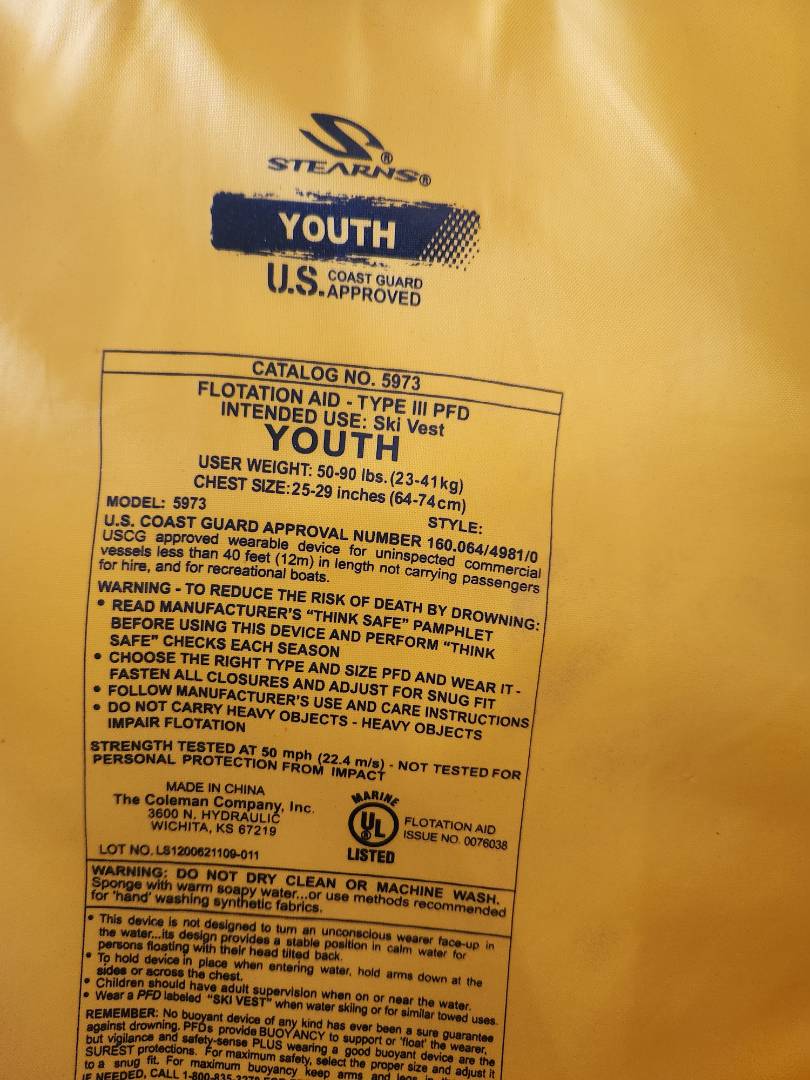 STEARNS®
YOUTH
U.S. COAST GUARD
APPROVED
CATALOG NO. 5973
FLOTATION AID - TYPE III PFD
INTENDED USE: Ski Vest
YOUTH
USER WEIGHT: 50-90 lbs. (23-41kg)
CHEST SIZE: 25-29 inches (64-74cm)
MODEL: 5973 STYLE:
U.S. COAST GUARD APPROVAL NUMBER 160.064/4981/0
USCG approved wearable device for uninspected commercial
vessels less than 40 feet (12m) in length not carrying passengers
for hire, and for recreational boats.
WARNING - TO REDUCE THE RISK OF DEATH BY DROWNING:
• READ MANUFACTURER'S "THINK SAFE" PAMPHLET
BEFORE USING THIS DEVICE AND PERFORM "THINK
SAFE" CHECKS EACH SEASON
• CHOOSE THE RIGHT TYPE AND SIZE PFD AND WEAR IT -
FASTEN ALL CLOSURES AND ADJUST FOR SNUG FIT
• FOLLOW MANUFACTURER'S USE AND CARE INSTRUCTIONS
• DO NOT CARRY HEAVY OBJECTS - HEAVY OBJECTS
IMPAIR FLOTATION
STRENGTH TESTED AT 50 mph (22.4 m/s) - NOT TESTED FOR
PERSONAL PROTECTION FROM IMPACT
MADE IN CHINA
The Coleman Company, Inc.
3600 N. HYDRAULIC
WICHITA, KS 67219
LOT NO. LS1200621109-011
MARINE
UL®
LISTED
FLOTATION AID
ISSUE NO. 0076038
WARNING: DO NOT DRY CLEAN OR MACHINE WASH.
Sponge with warm soapy water...or use methods recommended
for 'hand' washing synthetic fabrics.
• This device is not designed to turn an unconscious wearer face-up in
the water...its design provides a stable position in calm water for
persons floating with their head tilted back.
• To hold device in place when entering water, hold arms down at the
sides or across the chest.
• Children should have adult supervision when on or near the water.
• Wear a PFD labeled "SKI VEST" when water skiing or for similar towed uses.
REMEMBER: No buoyant device of any kind has ever been a sure guarantee
against drowning. PFDs provide BUOYANCY to support or 'float' the wearer,
but vigilance and safety-sense PLUS wearing a good buoyant device are the
SUREST protections. For maximum safety, select the proper size and adjust it
to a snug fit. For maximum buoyancy keep arms and legs in
IF NEEDED, CALL 1-800-835-3278